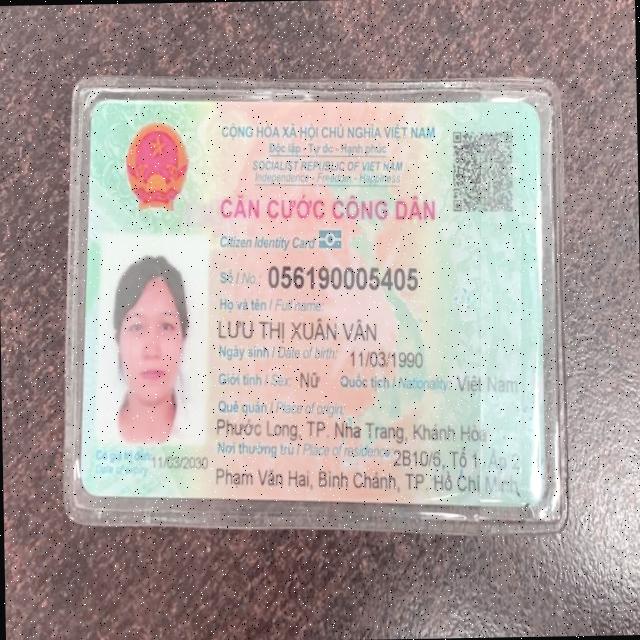 CỘNG HÒA XÃ HỘI CHỦ NGHĨA VIỆT NAM
Độc lập - Tự do - Hạnh phúc
SOCIALIST REPUBLIC OF VIET NAM
Independence - Freedom - Happiness
CĂN CƯỚC CÔNG DÂN
Citizen Identity Card
Số / No.: 056190005405
Họ và tên / Full name:
LƯU THỊ XUÂN VÂN
Ngày sinh / Date of birth: 11/03/1990
Giới tính / Sex: Nữ Quốc tịch / Nationality: Việt Nam
Quê quán / Place of origin:
Phước Long, TP. Nha Trang, Khánh Hòa
Nơi thường trú / Place of residence: 2B10/6, Tổ 1, Ấp 2
Phạm Văn Hai, Bình Chánh, TP. Hồ Chí Minh
Có giá trị đến: 11/03/2030
Date of expiry